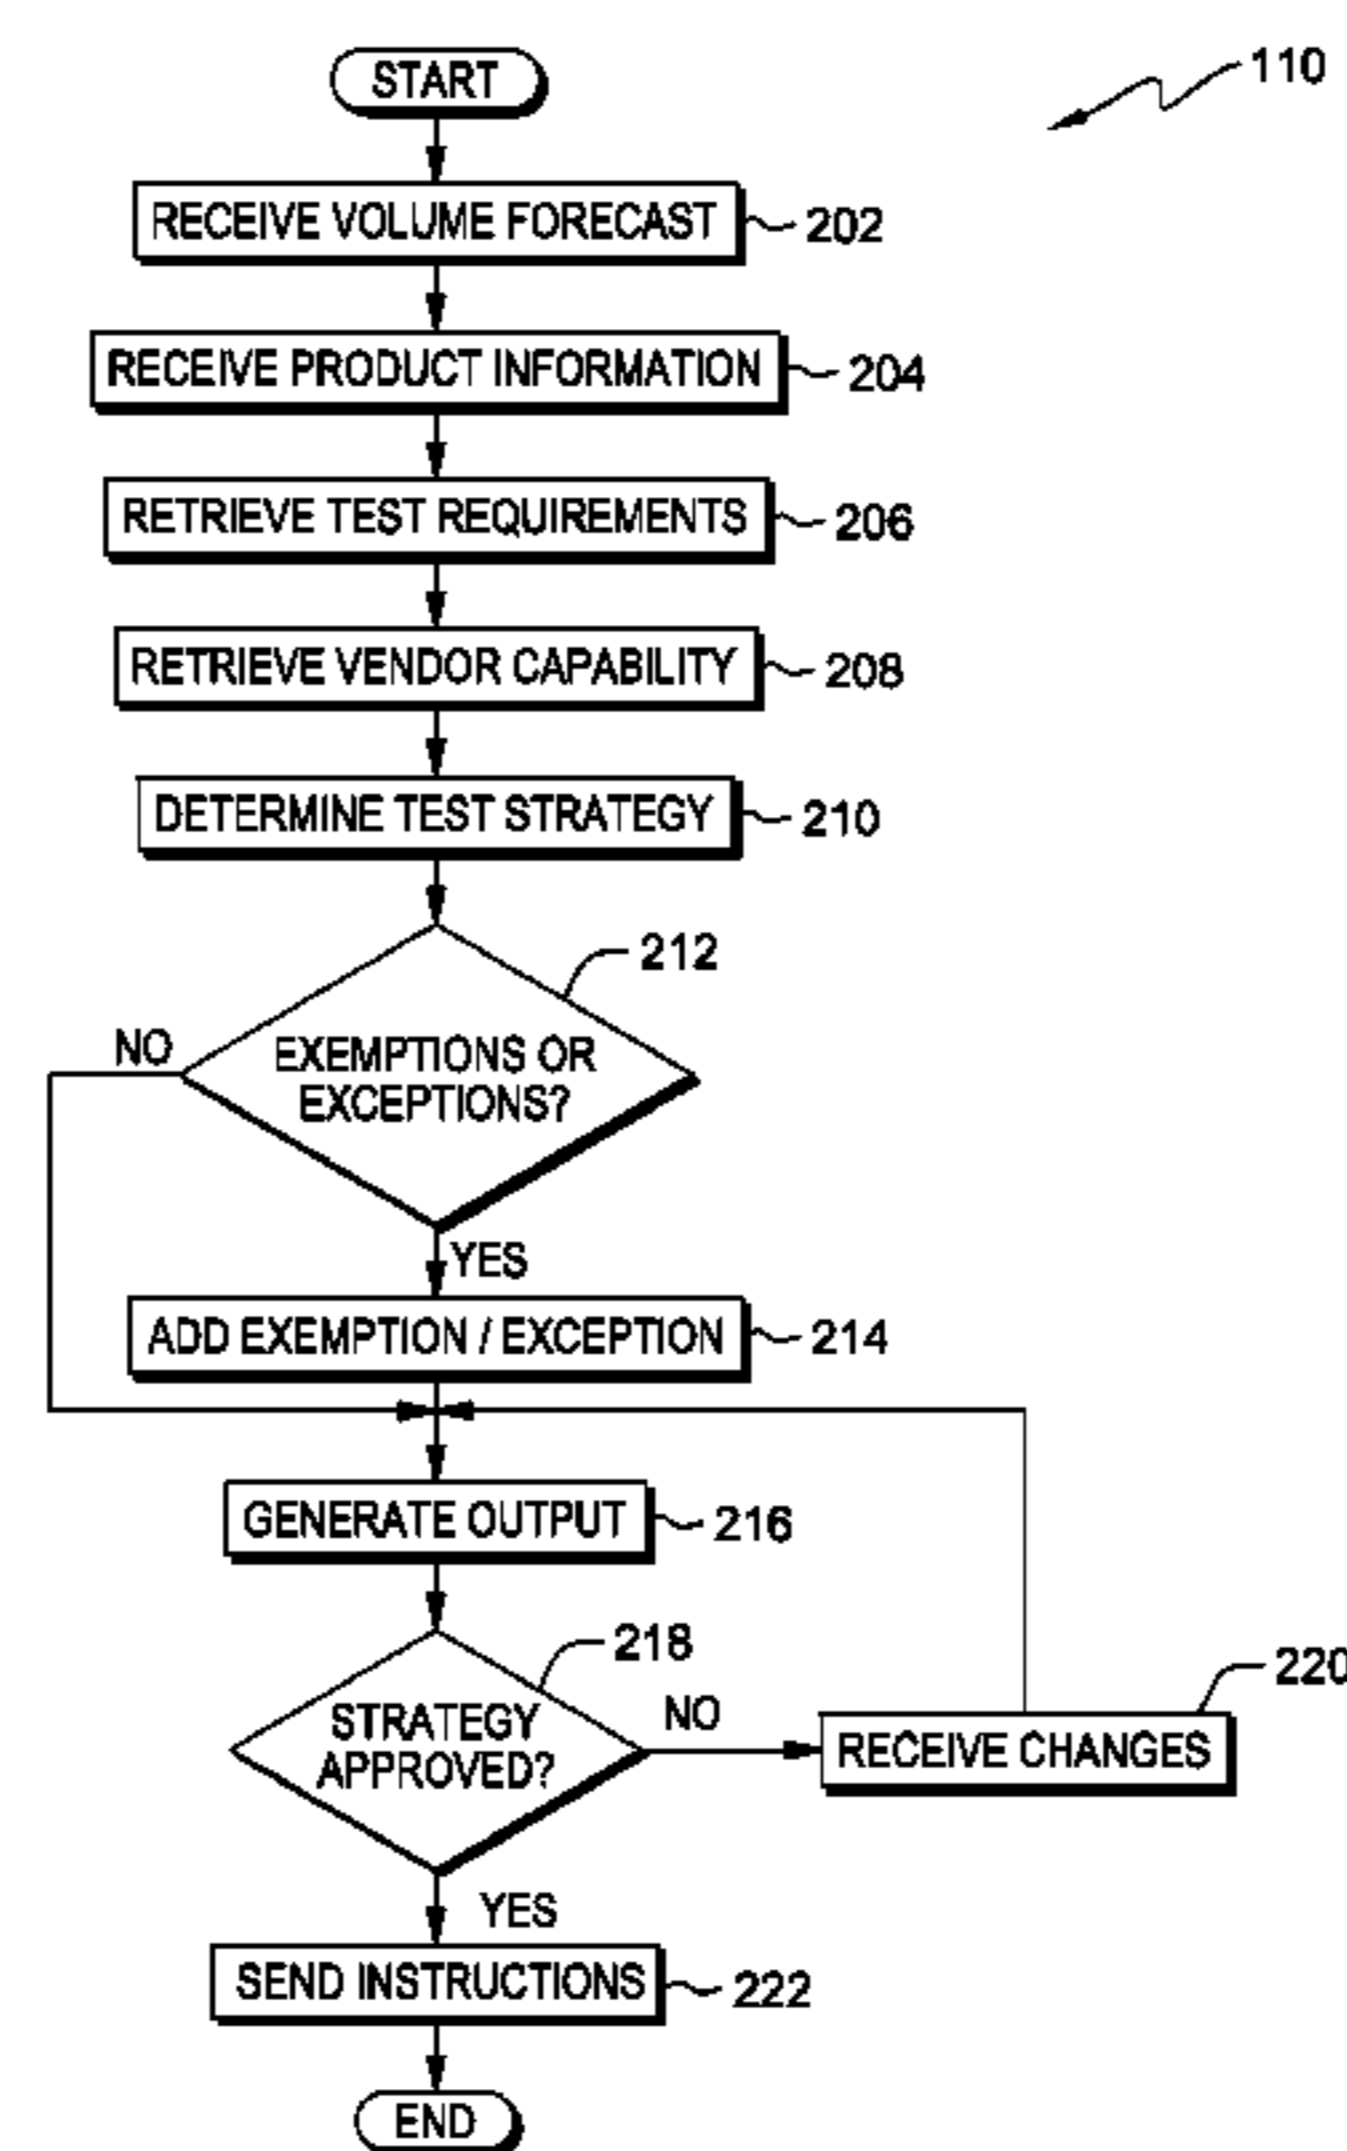 START
110
RECEIVE VOLUME FORECAST 202
RECEIVE PRODUCT INFORMATION 204
RETRIEVE TEST REQUIREMENTS 206
RETRIEVE VENDOR CAPABILITY 208
DETERMINE TEST STRATEGY 210
212
NO
EXEMPTIONS OR
EXCEPTIONS?
YES
ADD EXEMPTION / EXCEPTION 214
GENERATE OUTPUT 216
218
STRATEGY
APPROVED?
NO
220
RECEIVE CHANGES
YES
SEND INSTRUCTIONS 222
END